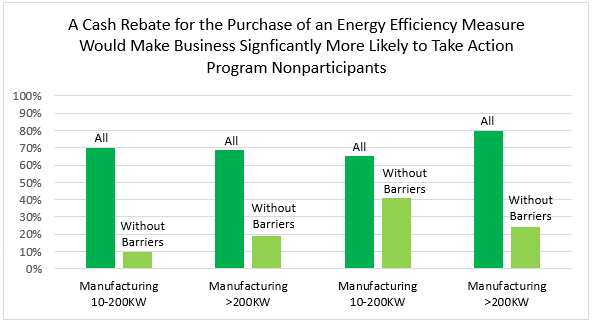 A Cash Rebate for the Purchase of an Energy Efficiency Measure
Would Make Business Signficantly More Likely to Take Action
Program Nonparticipants
100%
90%
80%
70%
60%
50%
40%
30%
20%
10%
0%
All
Without
Barriers
All
Without
Barriers
All
Without
Barriers
All
Without
Barriers
Manufacturing
10-200KW
Manufacturing
>200KW
Manufacturing
10-200KW
Manufacturing
>200KW